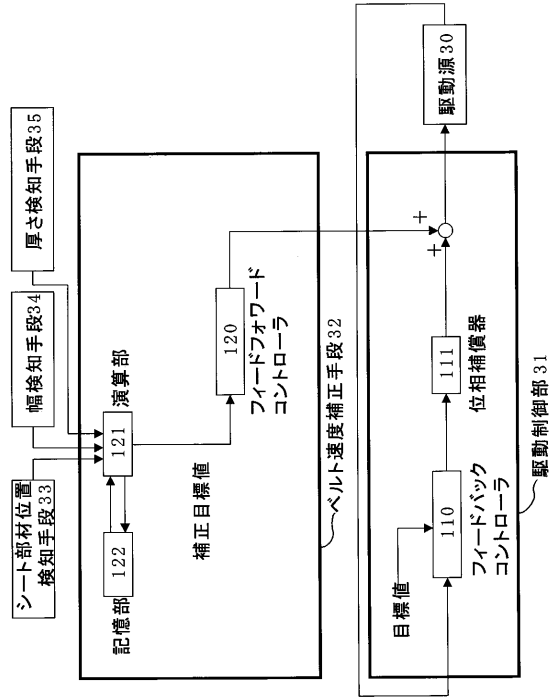 シート部材位置
検知手段33
幅検知手段34
厚さ検知手段35
記憶部
122
121
演算部
補正目標値
120
フィードフォワード
コントローラ
ベルト速度補正手段32
目標値
110
フィードバック
コントローラ
111
位相補償器
+
+
駆動源30
駆動制御部31